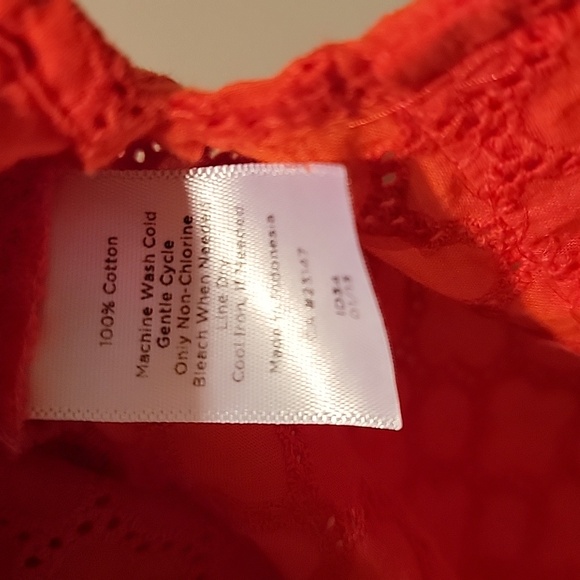 100% Cotton
Machine Wash Cold
Gentle Cycle
Only Non-Chlorine
Bleach When Needed
Line Dry
Cool Iron, If Needed
Made In Indonesia
#23147